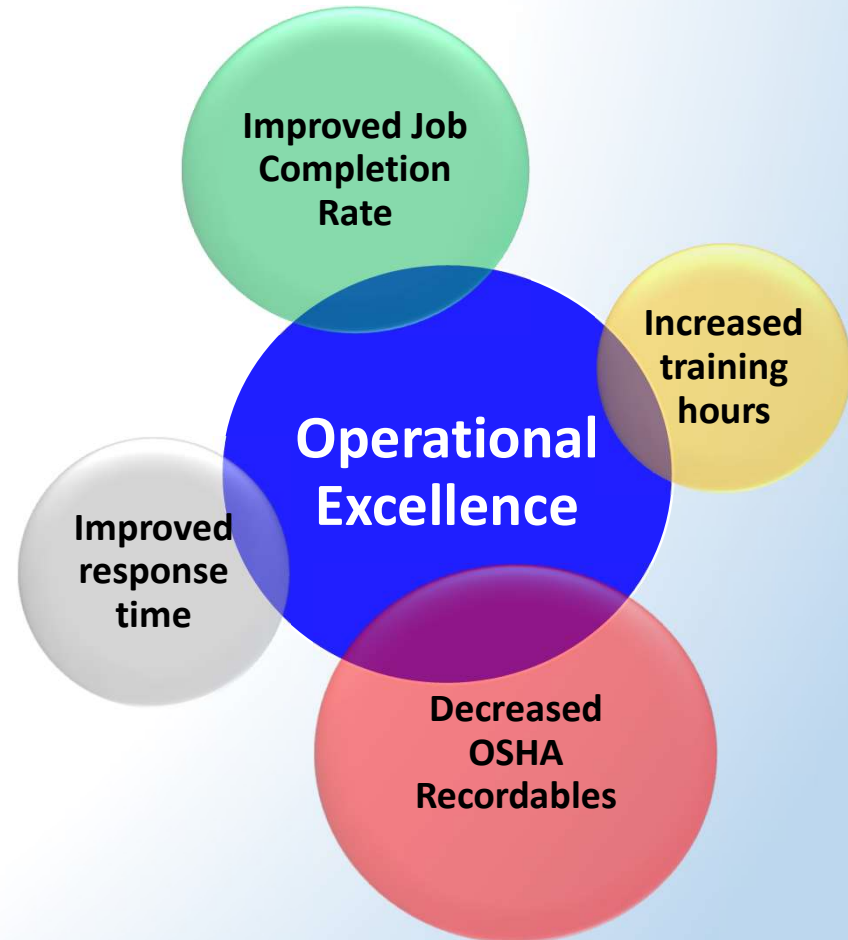 Improved Job
Completion
Rate
Increased
training
hours
Operational
Excellence
Improved
response
time
Decreased
OSHA
Recordables